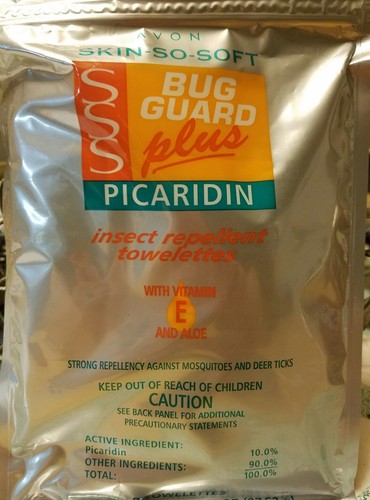 AVON
SKIN-SO-SOFT
SSS
BUG
GUARD
plus
PICARIDIN
insect repellent
towelettes
WITH VITAMIN
E
AND ALOE
STRONG REPELLENCY AGAINST MOSQUITOES AND DEER TICKS
KEEP OUT OF REACH OF CHILDREN
CAUTION
SEE BACK PANEL FOR ADDITIONAL
PRECAUTIONARY STATEMENTS
ACTIVE INGREDIENT:
Picaridin 10.0%
OTHER INGREDIENTS: 90.0%
TOTAL: 100.0%
TOWELETTES